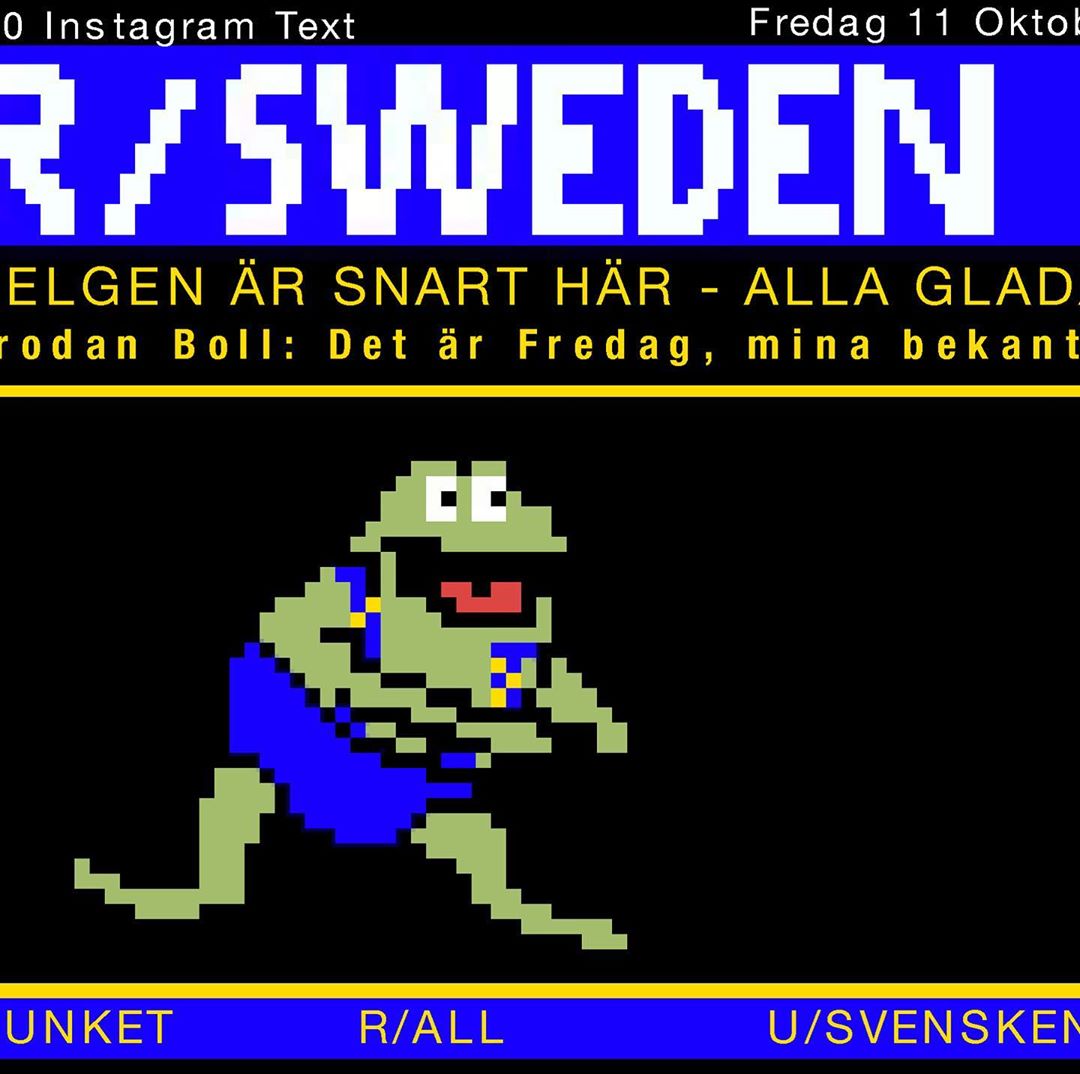 0 Instagram Text Fredag 11 Oktob
R/SWEDEN
ELGEN ÄR SNART HÄR - ALLA GLADA
rodan Boll: Det är Fredag, mina bekant
UNKET R/ALL U/SVENSKEN